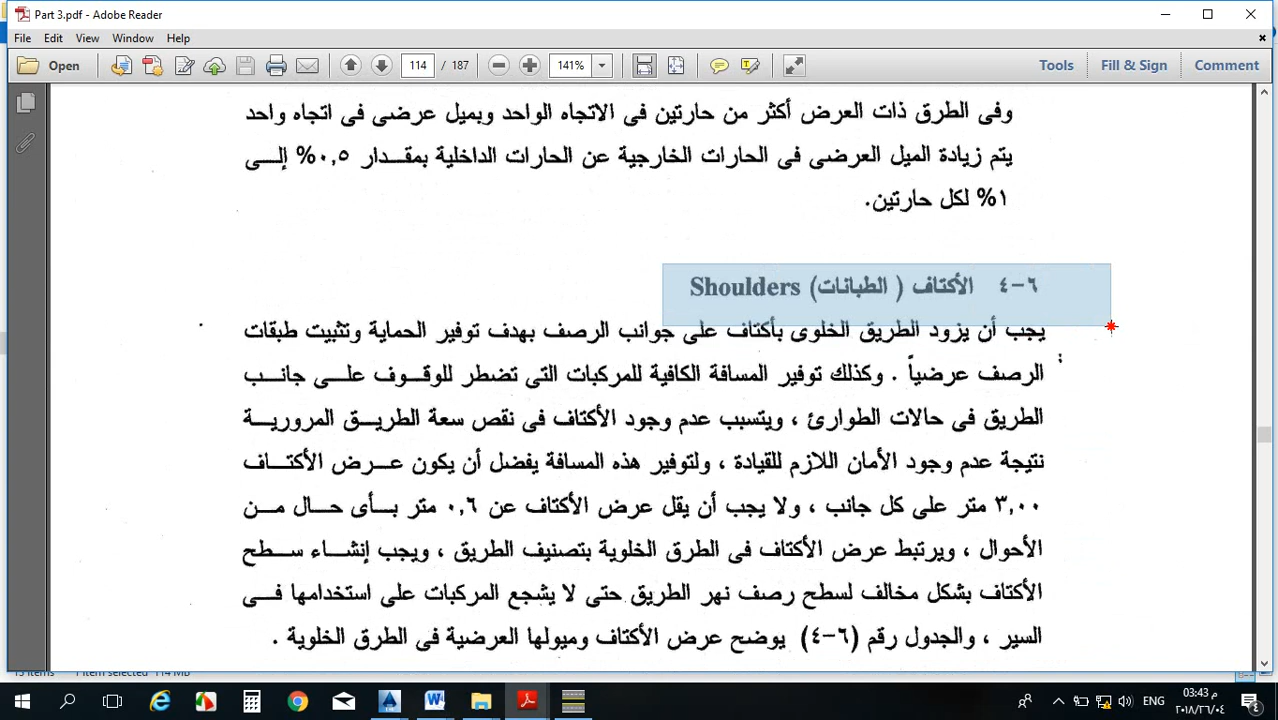 Part 3.pdf - Adobe Reader
File Edit View Window Help
Open 114 / 187 141% Tools Fill & Sign Comment
وفى الطرق ذات العرض أكثر من حارتين فى الاتجاه الواحد وبميل عرضى فى اتجاه واحد
يتم زيادة الميل العرضى فى الحارات الخارجية عن الحارات الداخلية بمقدار ٠,٥% إلى
١% لكل حارتين.
٦-٤ الأكتاف ( الطبانات) Shoulders
يجب أن يزود الطريق الخلوى بأكتاف على جوانب الرصف بهدف توفير الحماية وتثبيت طبقات
الرصف عرضياً . وكذلك توفير المسافة الكافية للمركبات التى تضطر للوقوف على جانب
الطريق فى حالات الطوارئ ، ويتسبب عدم وجود الأكتاف فى نقص سعة الطريق المرورية
نتيجة عدم وجود الأمان اللازم للقيادة ، ولتوفير هذه المسافة يفضل أن يكون عرض الأكتاف
٣,٠٠ متر على كل جانب ، ولا يجب أن يقل عرض الأكتاف عن ٠,٦ متر بأى حال من
الأحوال ، ويرتبط عرض الأكتاف فى الطرق الخلوية بتصنيف الطريق ، ويجب إنشاء سطح
الأكتاف بشكل مخالف لسطح رصف نهر الطريق حتى لا يشجع المركبات على استخدامها فى
السير ، والجدول رقم (٦-٤) يوضح عرض الأكتاف وميولها العرضية فى الطرق الخلوية .
ENG
03:43 م
٢٠١٨/٠٦/٠٤